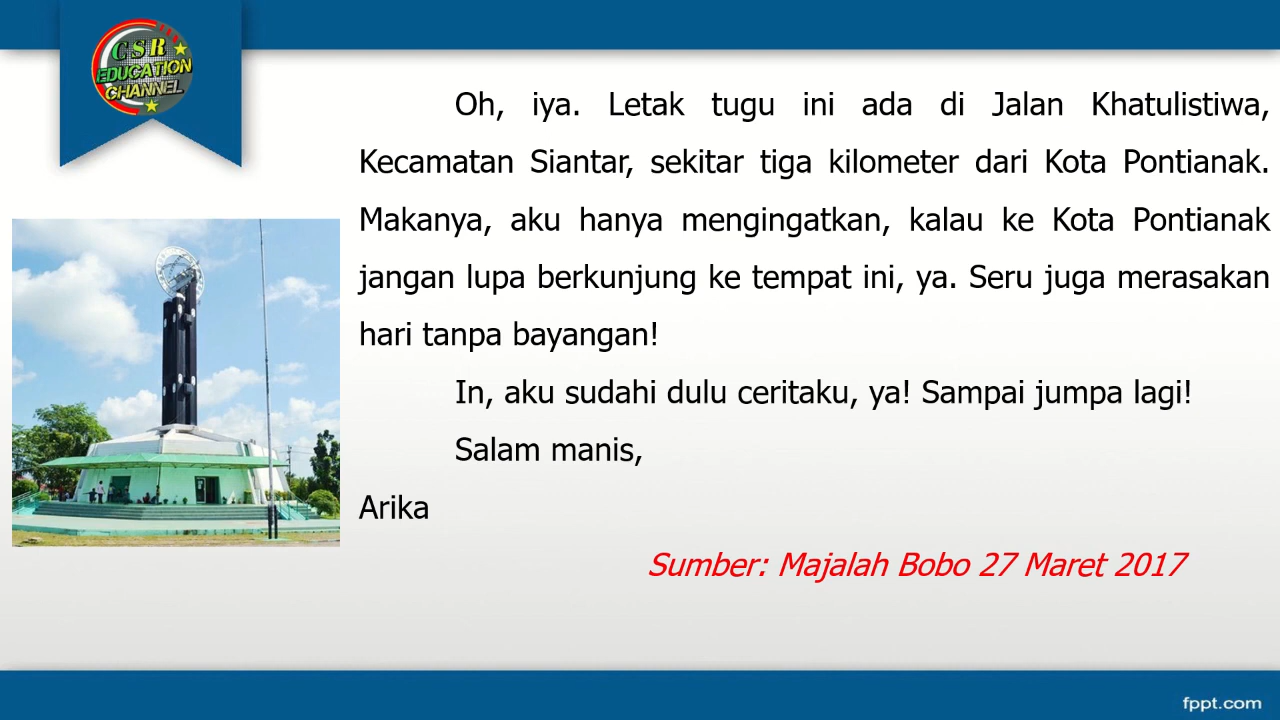 CSR
EDUCATION
CHANNEL
Oh, iya. Letak tugu ini ada di Jalan Khatulistiwa,
Kecamatan Siantar, sekitar tiga kilometer dari Kota Pontianak.
Makanya, aku hanya mengingatkan, kalau ke Kota Pontianak
jangan lupa berkunjung ke tempat ini, ya. Seru juga merasakan
hari tanpa bayangan!
In, aku sudahi dulu ceritaku, ya! Sampai jumpa lagi!
Salam manis,
Arika
Sumber: Majalah Bobo 27 Maret 2017
fppt.com